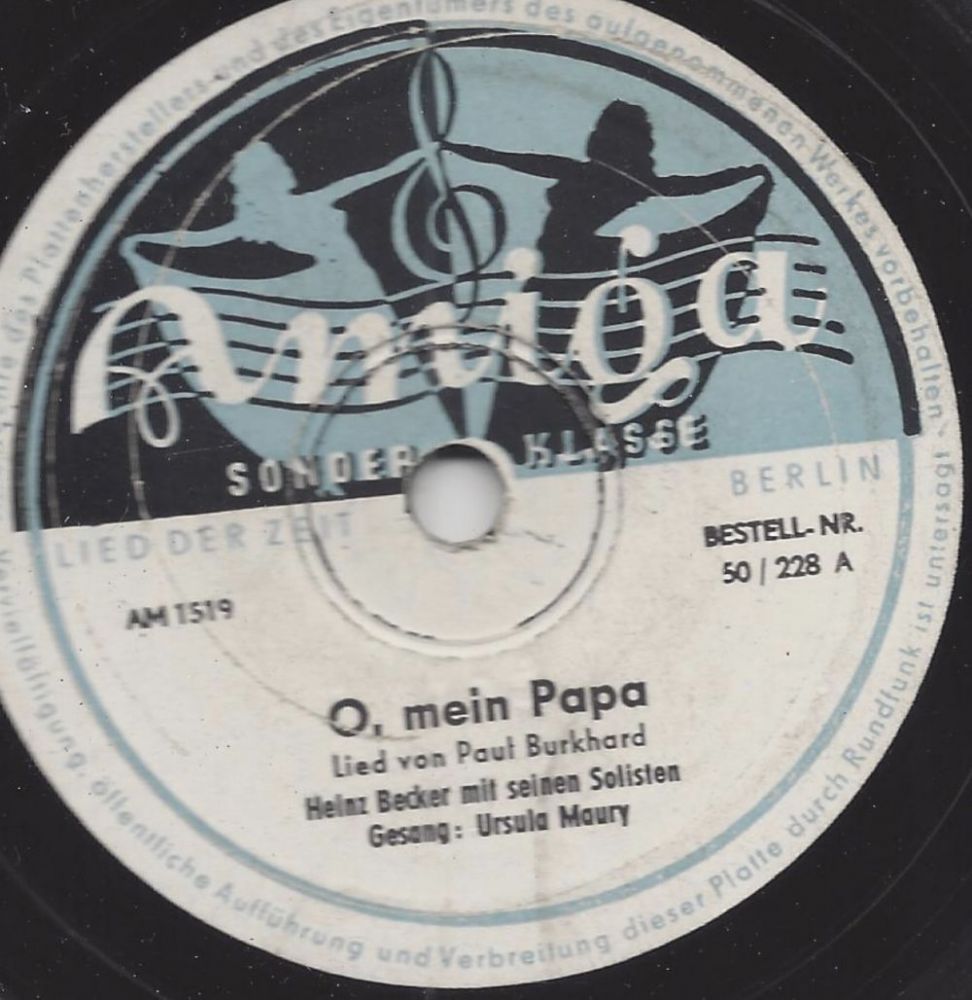 Amiga
SONDER KLASSE
LIED DER ZEIT
BERLIN
AM 1519
BESTELL-NR.
50 | 228 A
O, mein Papa
Lied von Paul Burkhard
Heinz Becker mit seinen Solisten
Gesang: Ursula Maury
des Plattenherstellers und des Eigentümers des aufgenommenen Werkes vorbehalten - Vervielfältigung, öffentliche Aufführung und Verbreitung dieser Platte durch Rundfunk ist untersagt